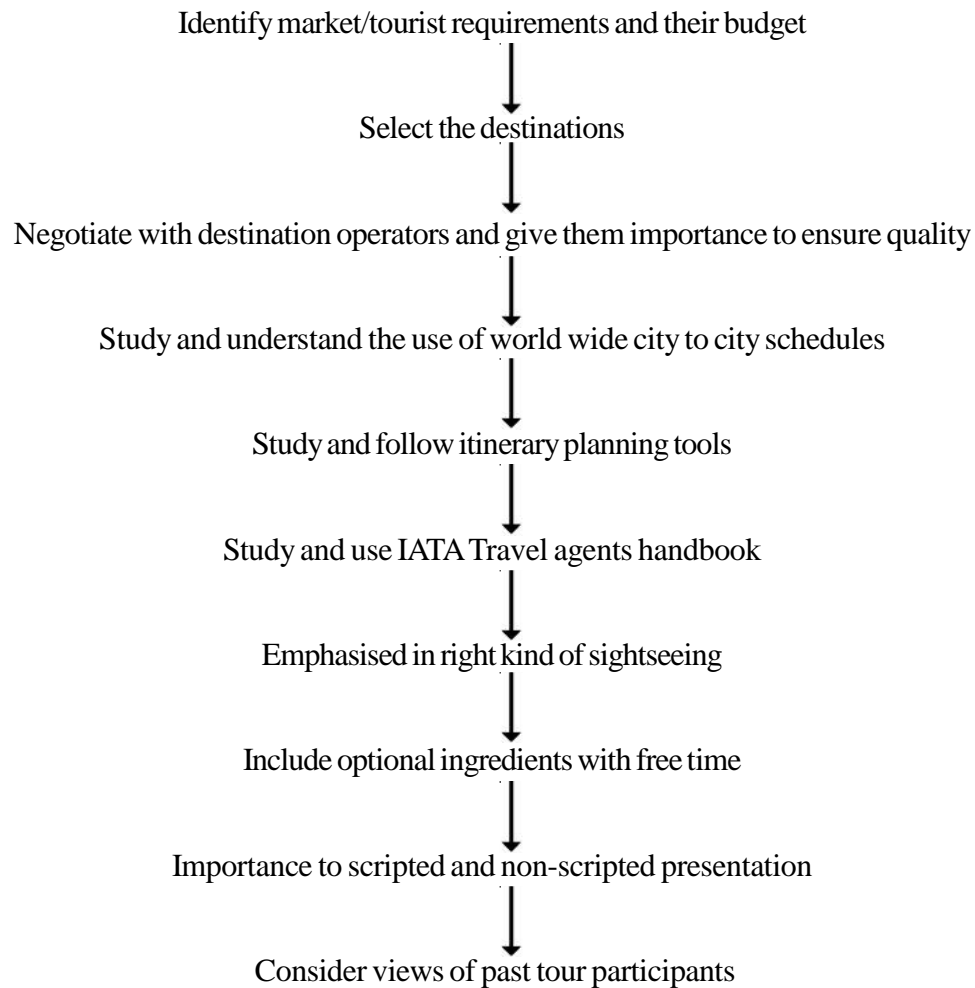 Identify market/tourist requirements and their budget
Select the destinations
Negotiate with destination operators and give them importance to ensure quality
Study and understand the use of world wide city to city schedules
Study and follow itinerary planning tools
Study and use IATA Travel agents handbook
Emphasised in right kind of sightseeing
Include optional ingredients with free time
Importance to scripted and non-scripted presentation
Consider views of past tour participants